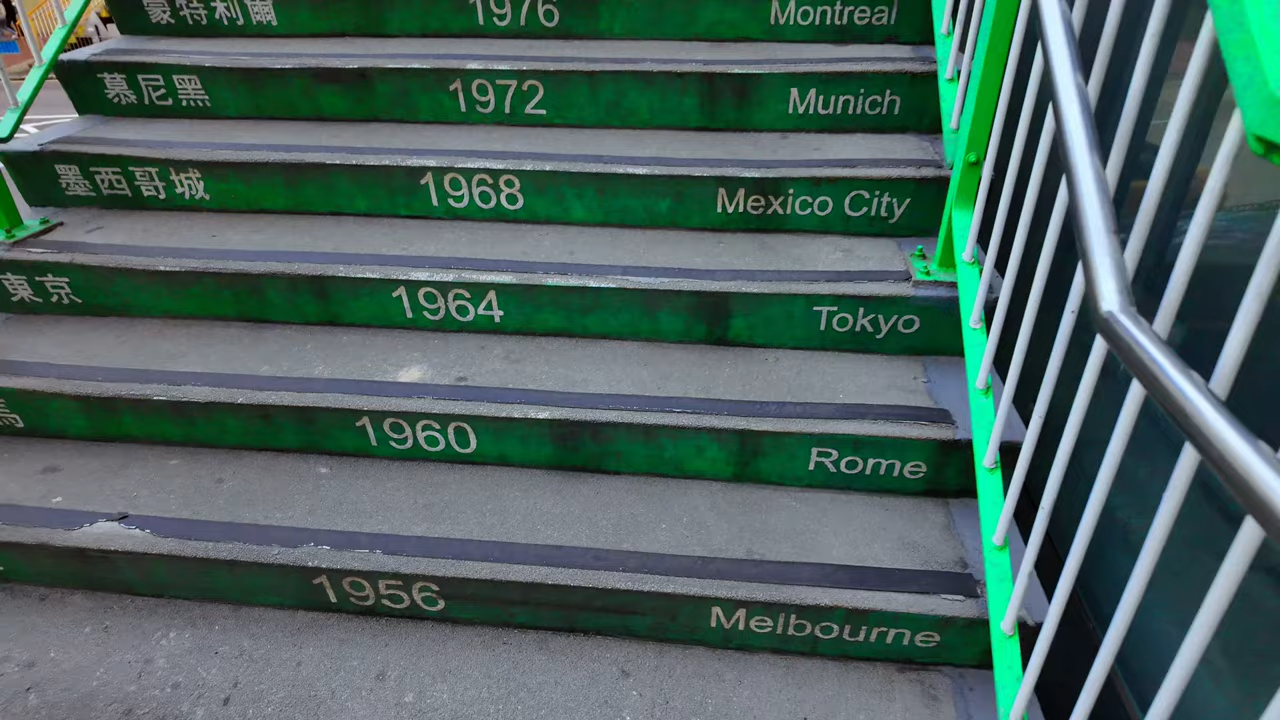 蒙特利爾 1976 Montreal
慕尼黑 1972 Munich
墨西哥城 1968 Mexico City
東京 1964 Tokyo
1960 Rome
1956 Melbourne